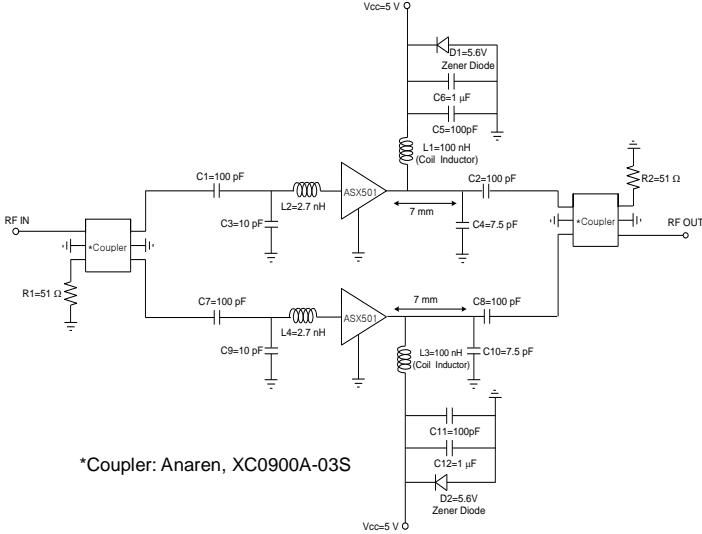 Vcc=5 V
D1=5.6V
Zener Diode
C6=1 μF
C5=100pF
L1=100 nH
(Coil Inductor)
C1=100 pF
C2=100 pF
R2=51 Ω
ASX501
L2=2.7 nH
C3=10 pF
7 mm
C4=7.5 pF
RF IN
*Coupler
*Coupler
RF OUT
R1=51 Ω
C7=100 pF
7 mm
C8=100 pF
ASX501
L4=2.7 nH
C9=10 pF
L3=100 nH
(Coil Inductor)
C10=7.5 pF
C11=100pF
C12=1 μF
*Coupler: Anaren, XC0900A-03S
D2=5.6V
Zener Diode
Vcc=5 V